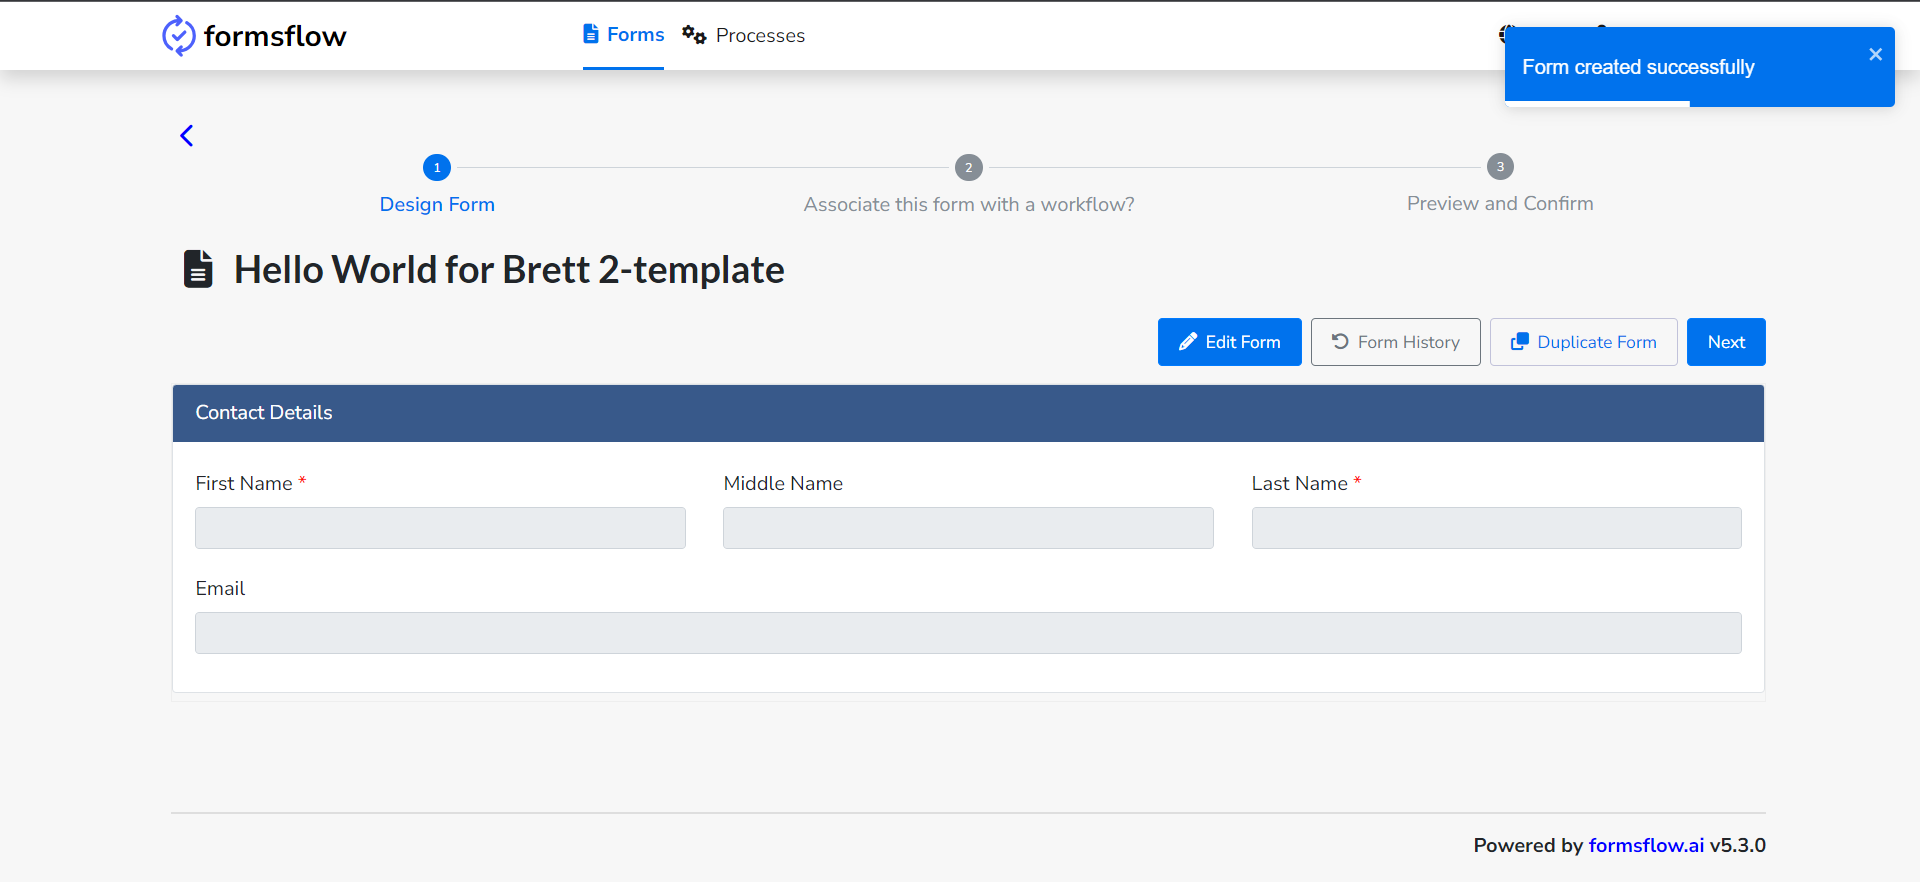 formsflow
Forms
Processes
Form created successfully
1
2
3
Design Form
Associate this form with a workflow?
Preview and Confirm
Hello World for Brett 2-template
Edit Form
Form History
Duplicate Form
Next
Contact Details
First Name *
Middle Name
Last Name *
Email
Powered by formsflow.ai v5.3.0